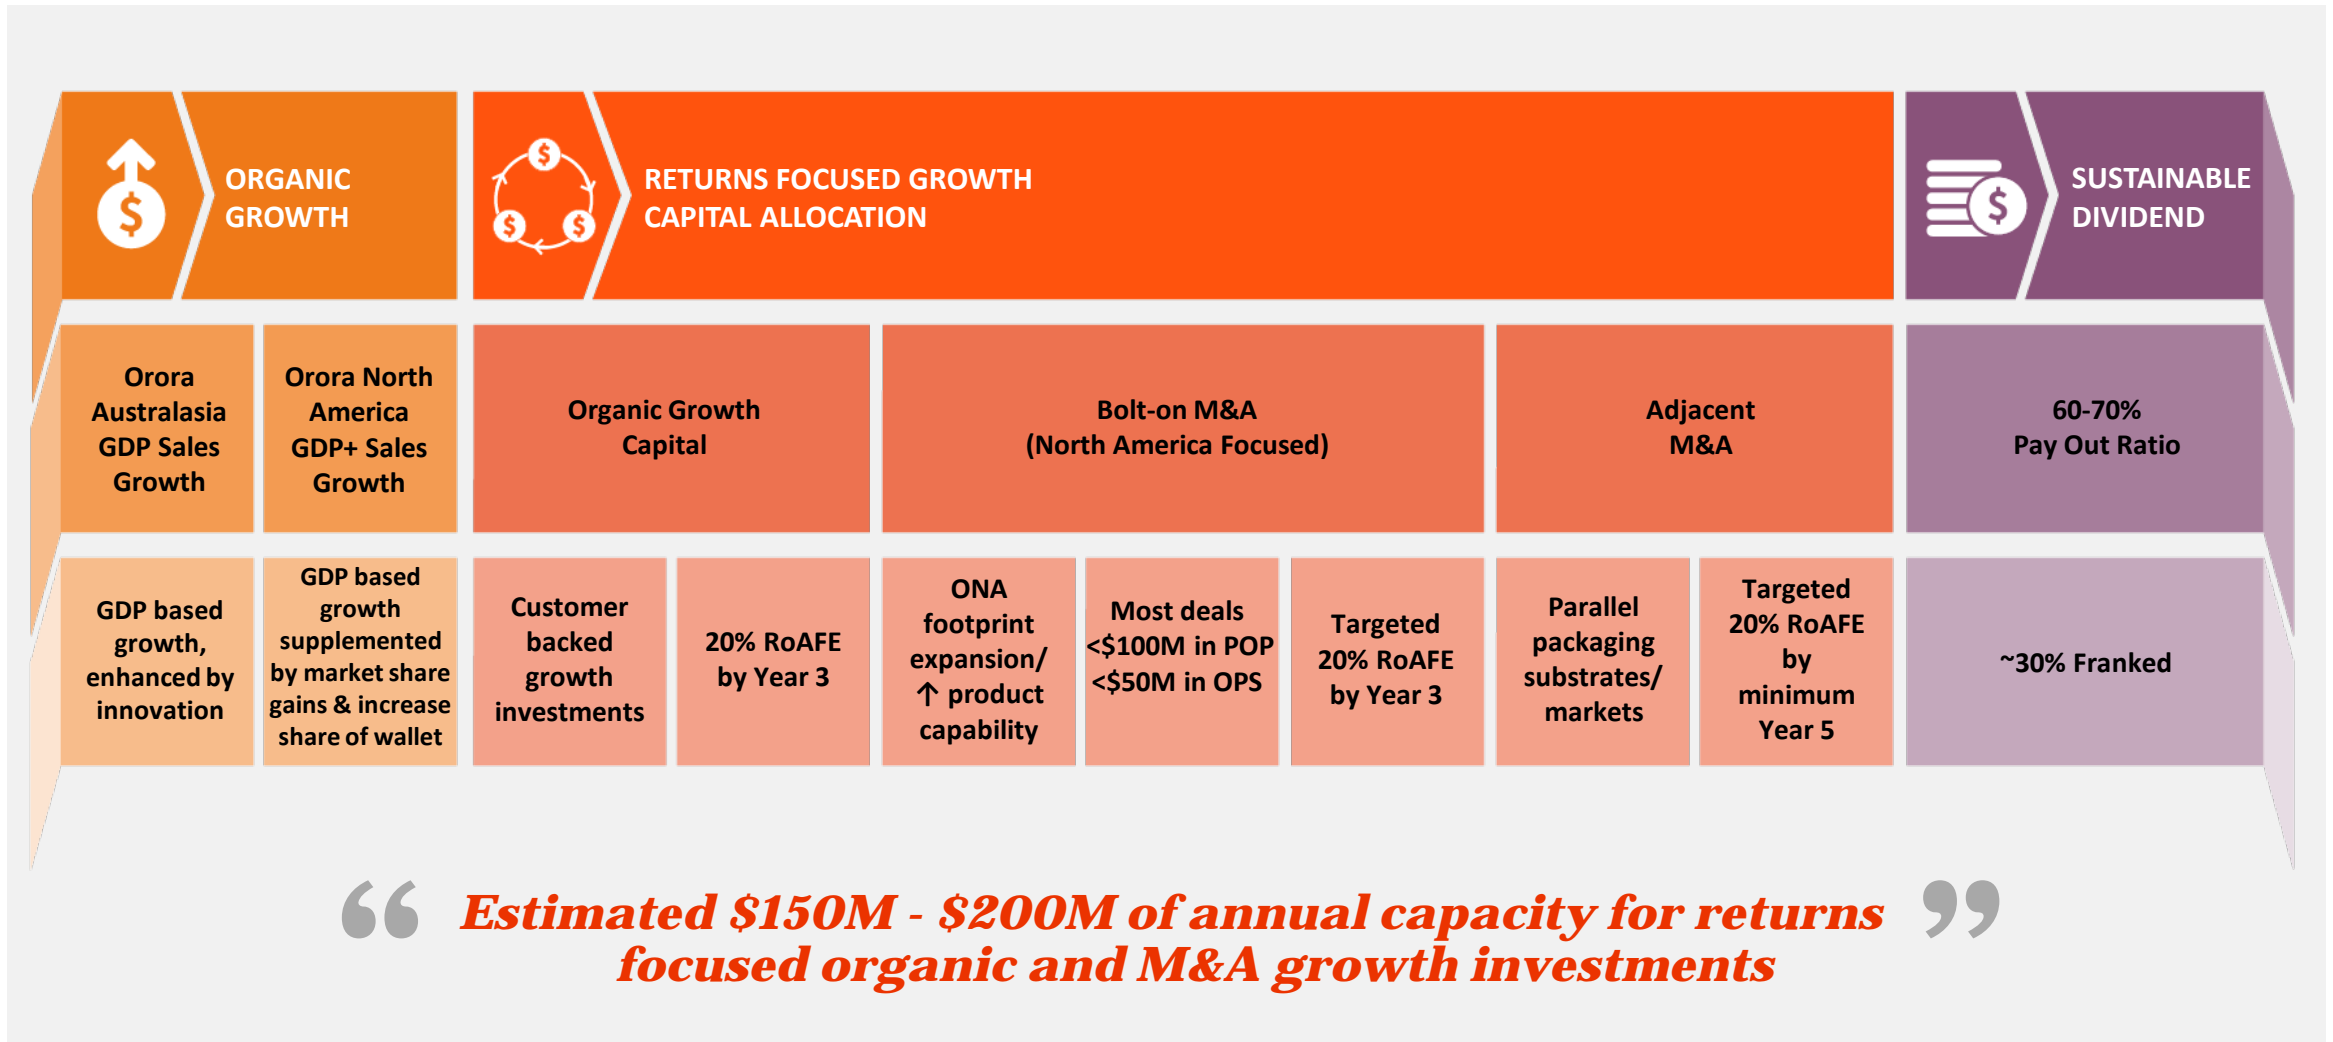 ORGANIC
GROWTH
RETURNS FOCUSED GROWTH
CAPITAL ALLOCATION
SUSTAINABLE
DIVIDEND
Orora
Australasia
GDP Sales
Growth
Orora North
America
GDP+ Sales
Growth
Organic Growth
Capital
Bolt-on M&A
(North America Focused)
Adjacent
M&A
60-70%
Pay Out Ratio
GDP based
growth,
enhanced by
innovation
GDP based
growth
supplemented
by market share
gains & increase
share of wallet
Customer
backed
growth
investments
20% RoAFE
by Year 3
ONA
footprint
expansion/
↑ product
capability
Most deals
<$100M in POP
<$50M in OPS
Targeted
20% RoAFE
by Year 3
Parallel
packaging
substrates/
markets
Targeted
20% RoAFE
by
minimum
Year 5
~30% Franked
“ Estimated $150M - $200M of annual capacity for returns ”
focused organic and M&A growth investments